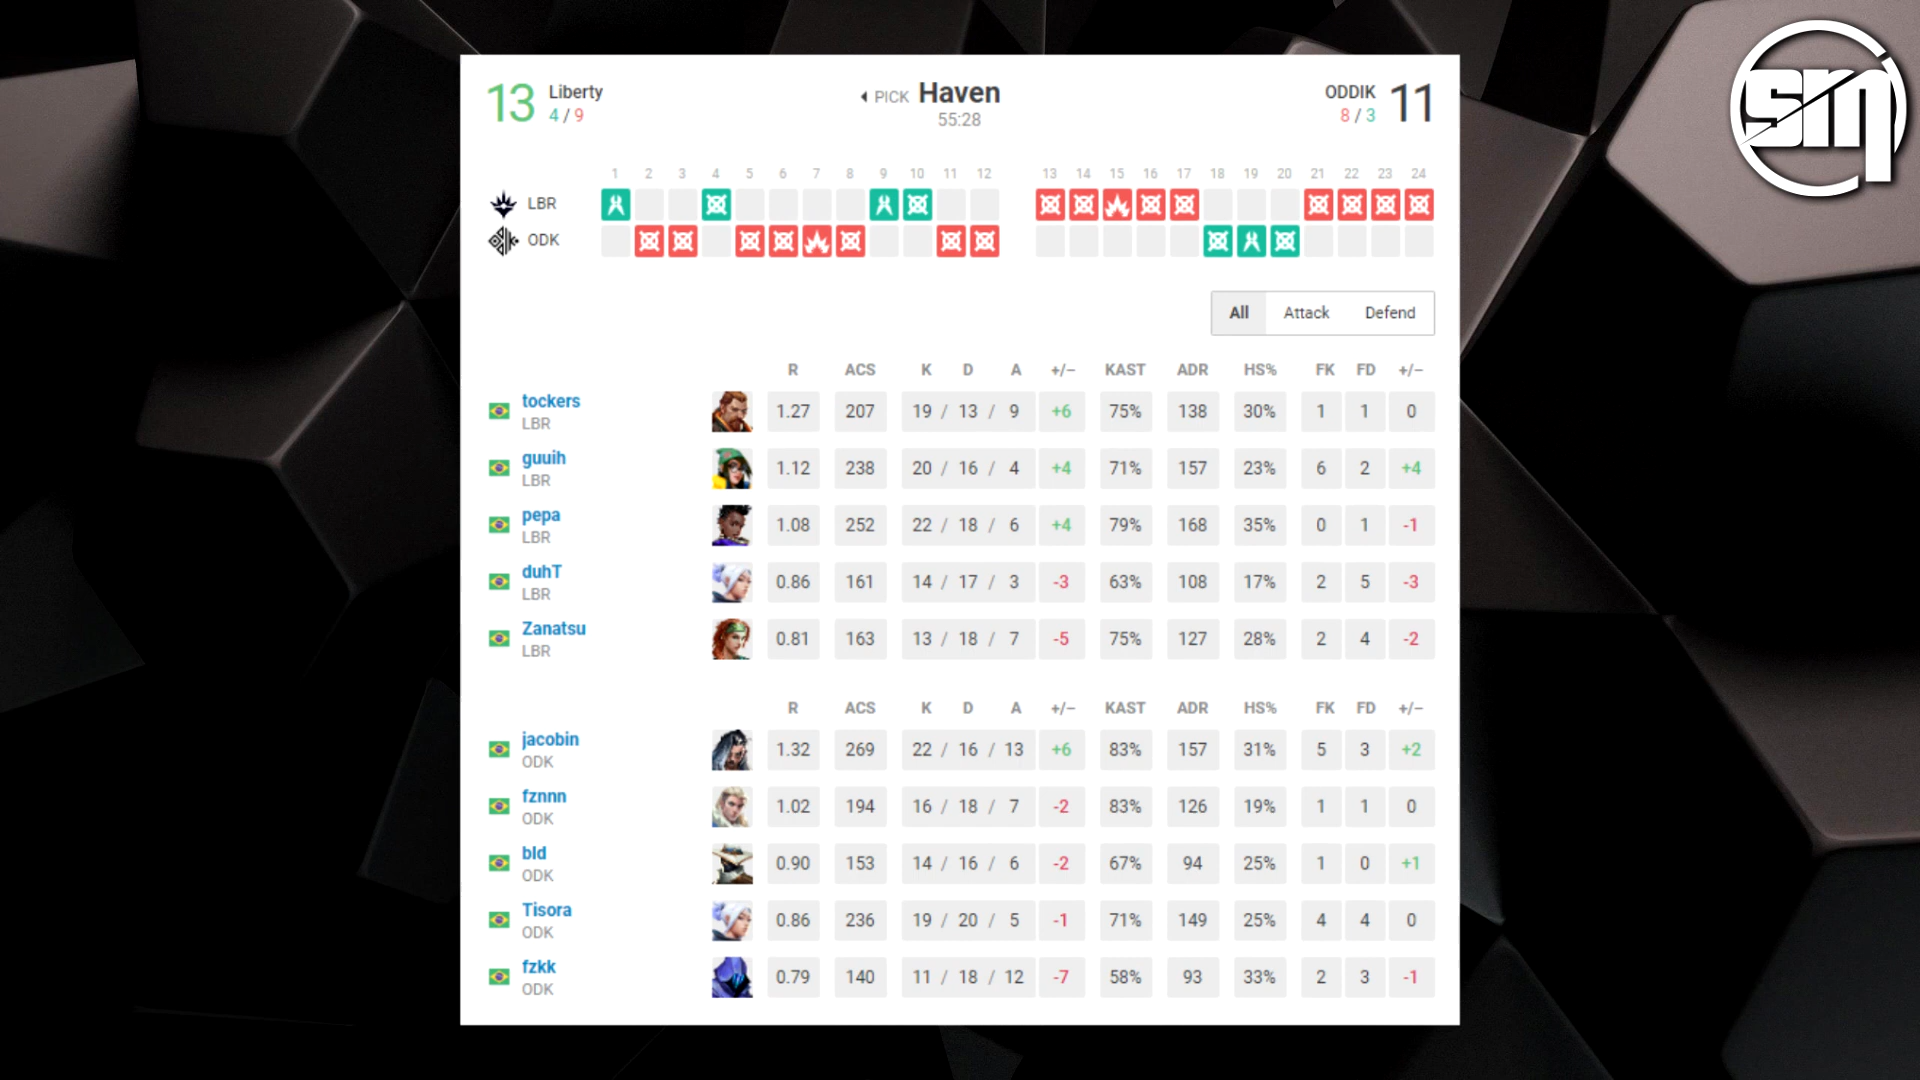 13 Liberty 4 / 9 PICK Haven 55:28 ODDIK 8 / 3 11
1 2 3 4 5 6 7 8 9 10 11 12 13 14 15 16 17 18 19 20 21 22 23 24
LBR
ODK
All Attack Defend
R ACS K D A +/– KAST ADR HS% FK FD +/–
tockers LBR 1.27 207 19 / 13 / 9 +6 75% 138 30% 1 1 0
guuih LBR 1.12 238 20 / 16 / 4 +4 71% 157 23% 6 2 +4
pepa LBR 1.08 252 22 / 18 / 6 +4 79% 168 35% 0 1 -1
duhT LBR 0.86 161 14 / 17 / 3 -3 63% 108 17% 2 5 -3
Zanatsu LBR 0.81 163 13 / 18 / 7 -5 75% 127 28% 2 4 -2
R ACS K D A +/– KAST ADR HS% FK FD +/–
jacobin ODK 1.32 269 22 / 16 / 13 +6 83% 157 31% 5 3 +2
fznnn ODK 1.02 194 16 / 18 / 7 -2 83% 126 19% 1 1 0
bld ODK 0.90 153 14 / 16 / 6 -2 67% 94 25% 1 0 +1
Tisora ODK 0.86 236 19 / 20 / 5 -1 71% 149 25% 4 4 0
fzkk ODK 0.79 140 11 / 18 / 12 -7 58% 93 33% 2 3 -1